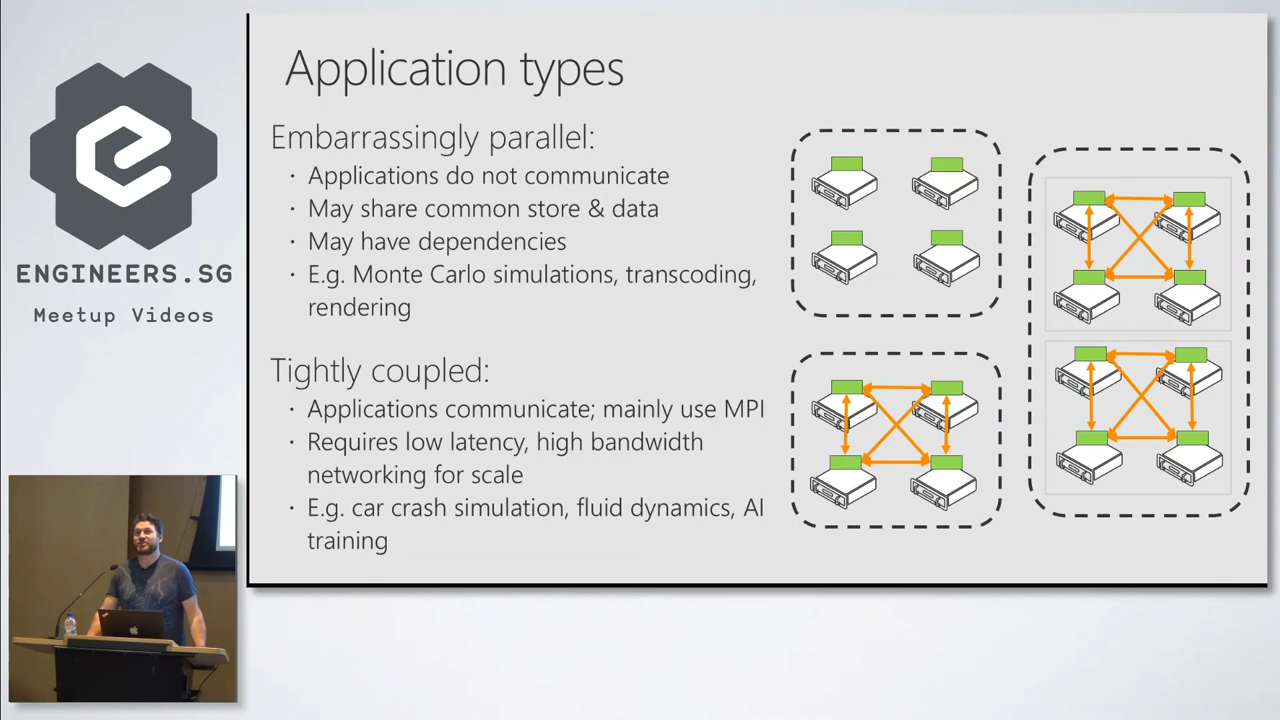 ENGINEERS.SG
Meetup Videos
Application types
Embarrassingly parallel:
· Applications do not communicate
· May share common store & data
· May have dependencies
· E.g. Monte Carlo simulations, transcoding,
rendering
Tightly coupled:
· Applications communicate; mainly use MPI
· Requires low latency, high bandwidth
networking for scale
· E.g. car crash simulation, fluid dynamics, AI
training